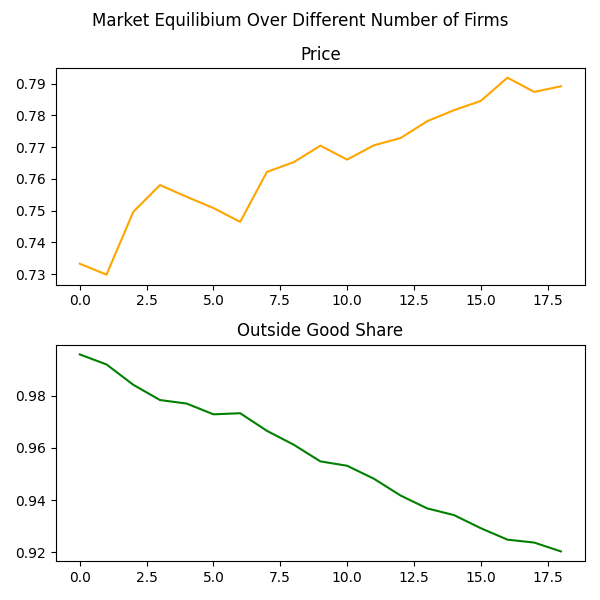 Market Equilibium Over Different Number of Firms
Price
0.79
0.78
0.77
0.76
0.75
0.74
0.73
0.0 2.5 5.0 7.5 10.0 12.5 15.0 17.5
Outside Good Share
0.98
0.96
0.94
0.92
0.0 2.5 5.0 7.5 10.0 12.5 15.0 17.5